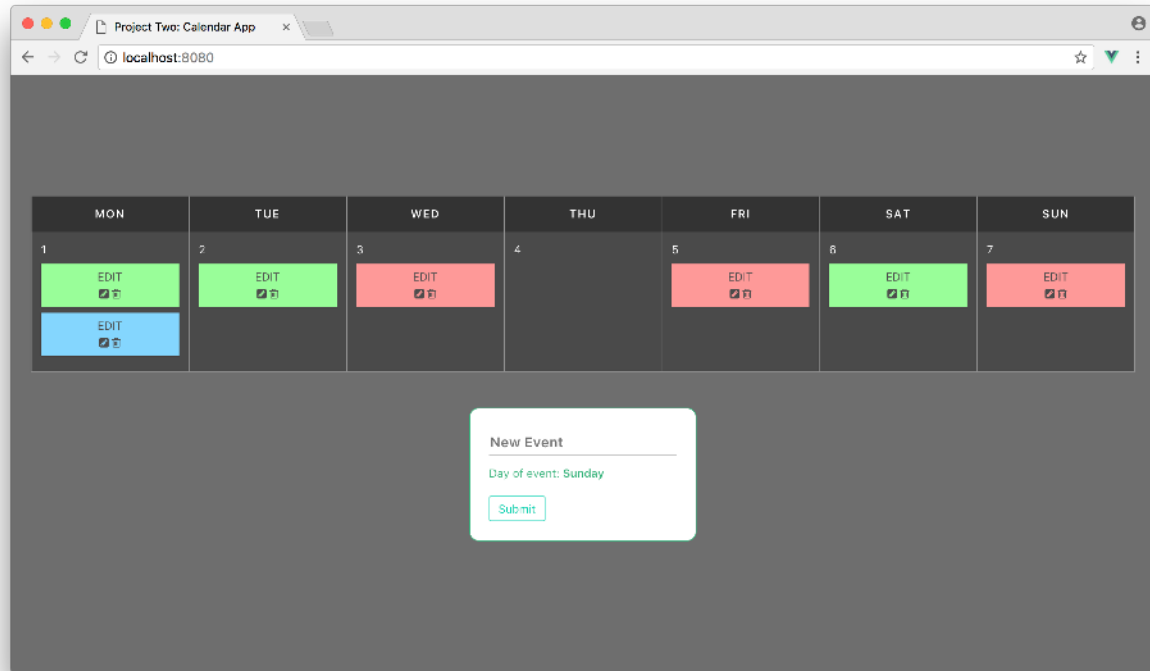 Project Two: Calendar App
localhost:8080
MON TUE WED THU FRI SAT SUN
1 2 3 4 5 6 7
EDIT EDIT EDIT EDIT EDIT EDIT
EDIT
New Event
Day of event: Sunday
Submit